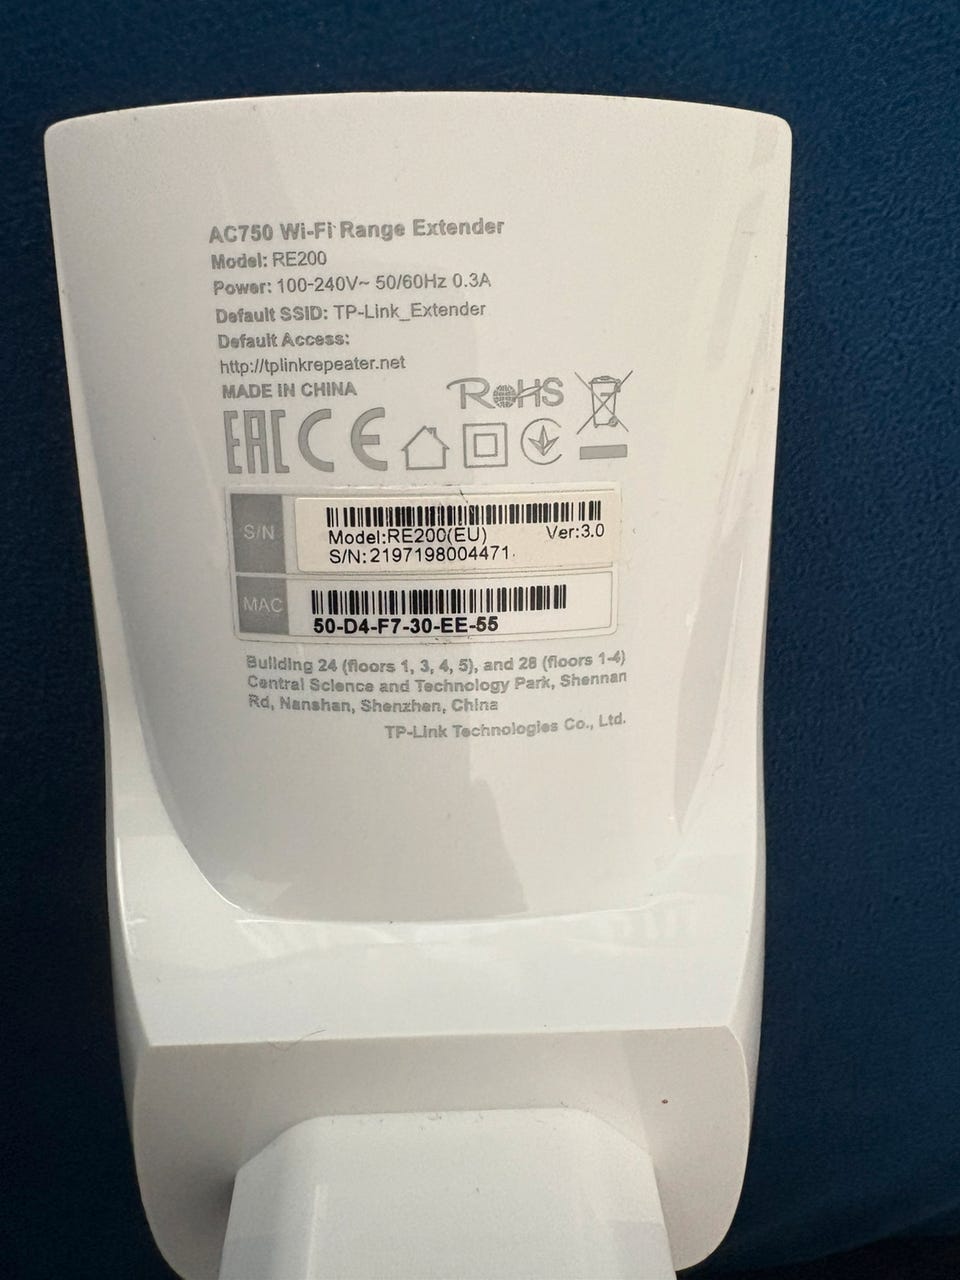 AC750 Wi-Fi Range Extender
Model: RE200
Power: 100-240V~ 50/60Hz 0.3A
Default SSID: TP-Link_Extender
Default Access:
http://tplinkrepeater.net
MADE IN CHINA
RoHS
EAC CE
S/N
Model:RE200(EU) Ver:3.0
S/N:2197198004471
MAC
50-D4-F7-30-EE-55
Building 24 (floors 1, 3, 4, 5), and 28 (floors 1-4)
Central Science and Technology Park, Shennan
Rd, Nanshan, Shenzhen, China
TP-Link Technologies Co., Ltd.